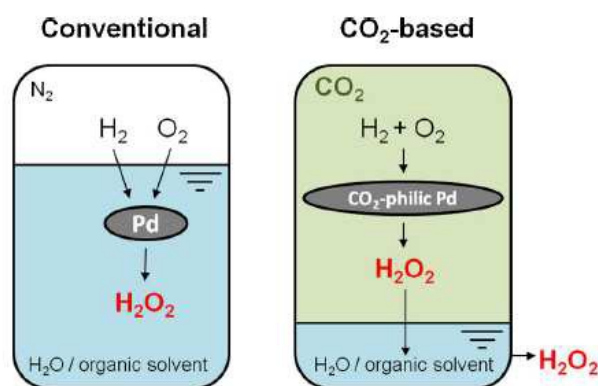 Conventional
N₂
H₂ O₂
Pd
H₂O₂
H₂O / organic solvent
CO₂-based
CO₂
H₂ + O₂
CO₂-philic Pd
H₂O₂
H₂O / organic solvent
H₂O₂